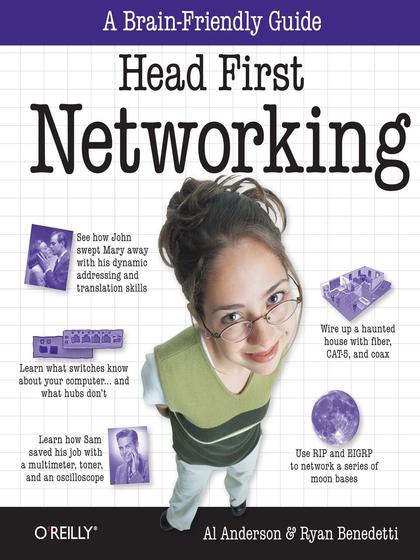 A Brain-Friendly Guide
Head First
Networking
See how John
swept Mary away
with his dynamic
addressing and
translation skills
Wire up a haunted
house with fiber,
CAT-5, and coax
Learn what switches know
about your computer... and
what hubs don't
Learn how Sam
saved his job with
a multimeter, toner,
and an oscilloscope
Use RIP and EIGRP
to network a series of
moon bases
O'REILLY®
Al Anderson & Ryan Benedetti